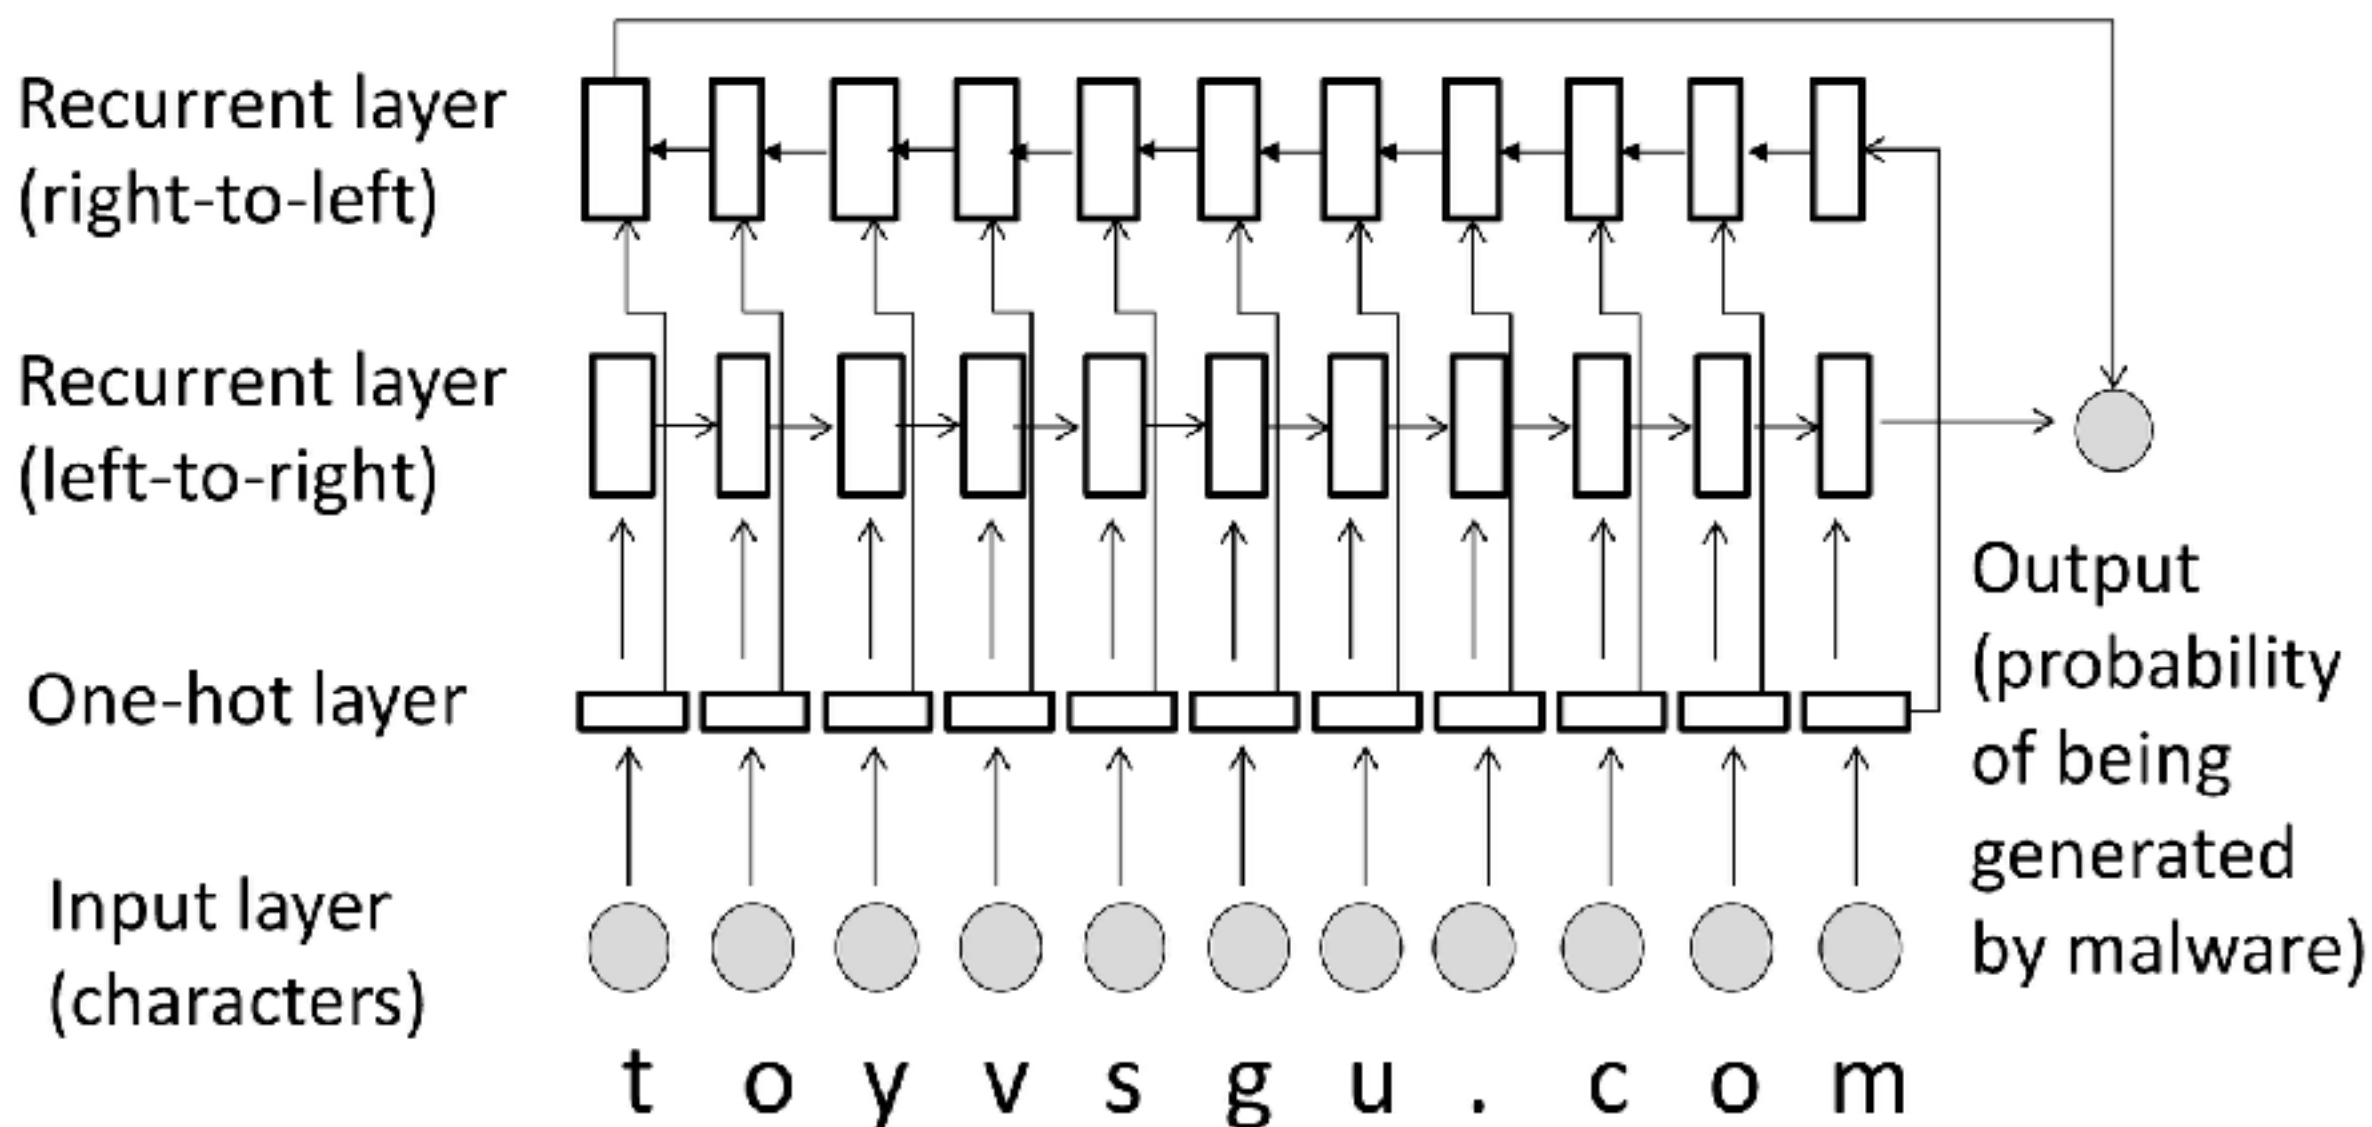 Recurrent layer
(right-to-left)
Recurrent layer
(left-to-right)
One-hot layer
Input layer
(characters)
Output
(probability
of being
generated
by malware)
t o y v s g u . c o m